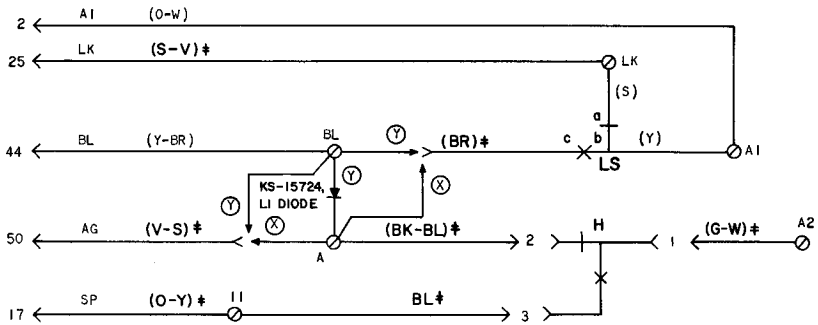 2 A1 (O-W)
25 LK (S-V)‡ LK
(S)
a
44 BL (Y-BR) BL Ⓨ (BR)‡ c b (Y) A1
LS
Ⓨ KS-15724, L1 DIODE Ⓨ Ⓧ
50 AG (V-S)‡ Ⓧ A (BK-BL)‡ 2 H 1 (G-W)‡ A2
17 SP (O-Y)‡ 11 BL‡ 3